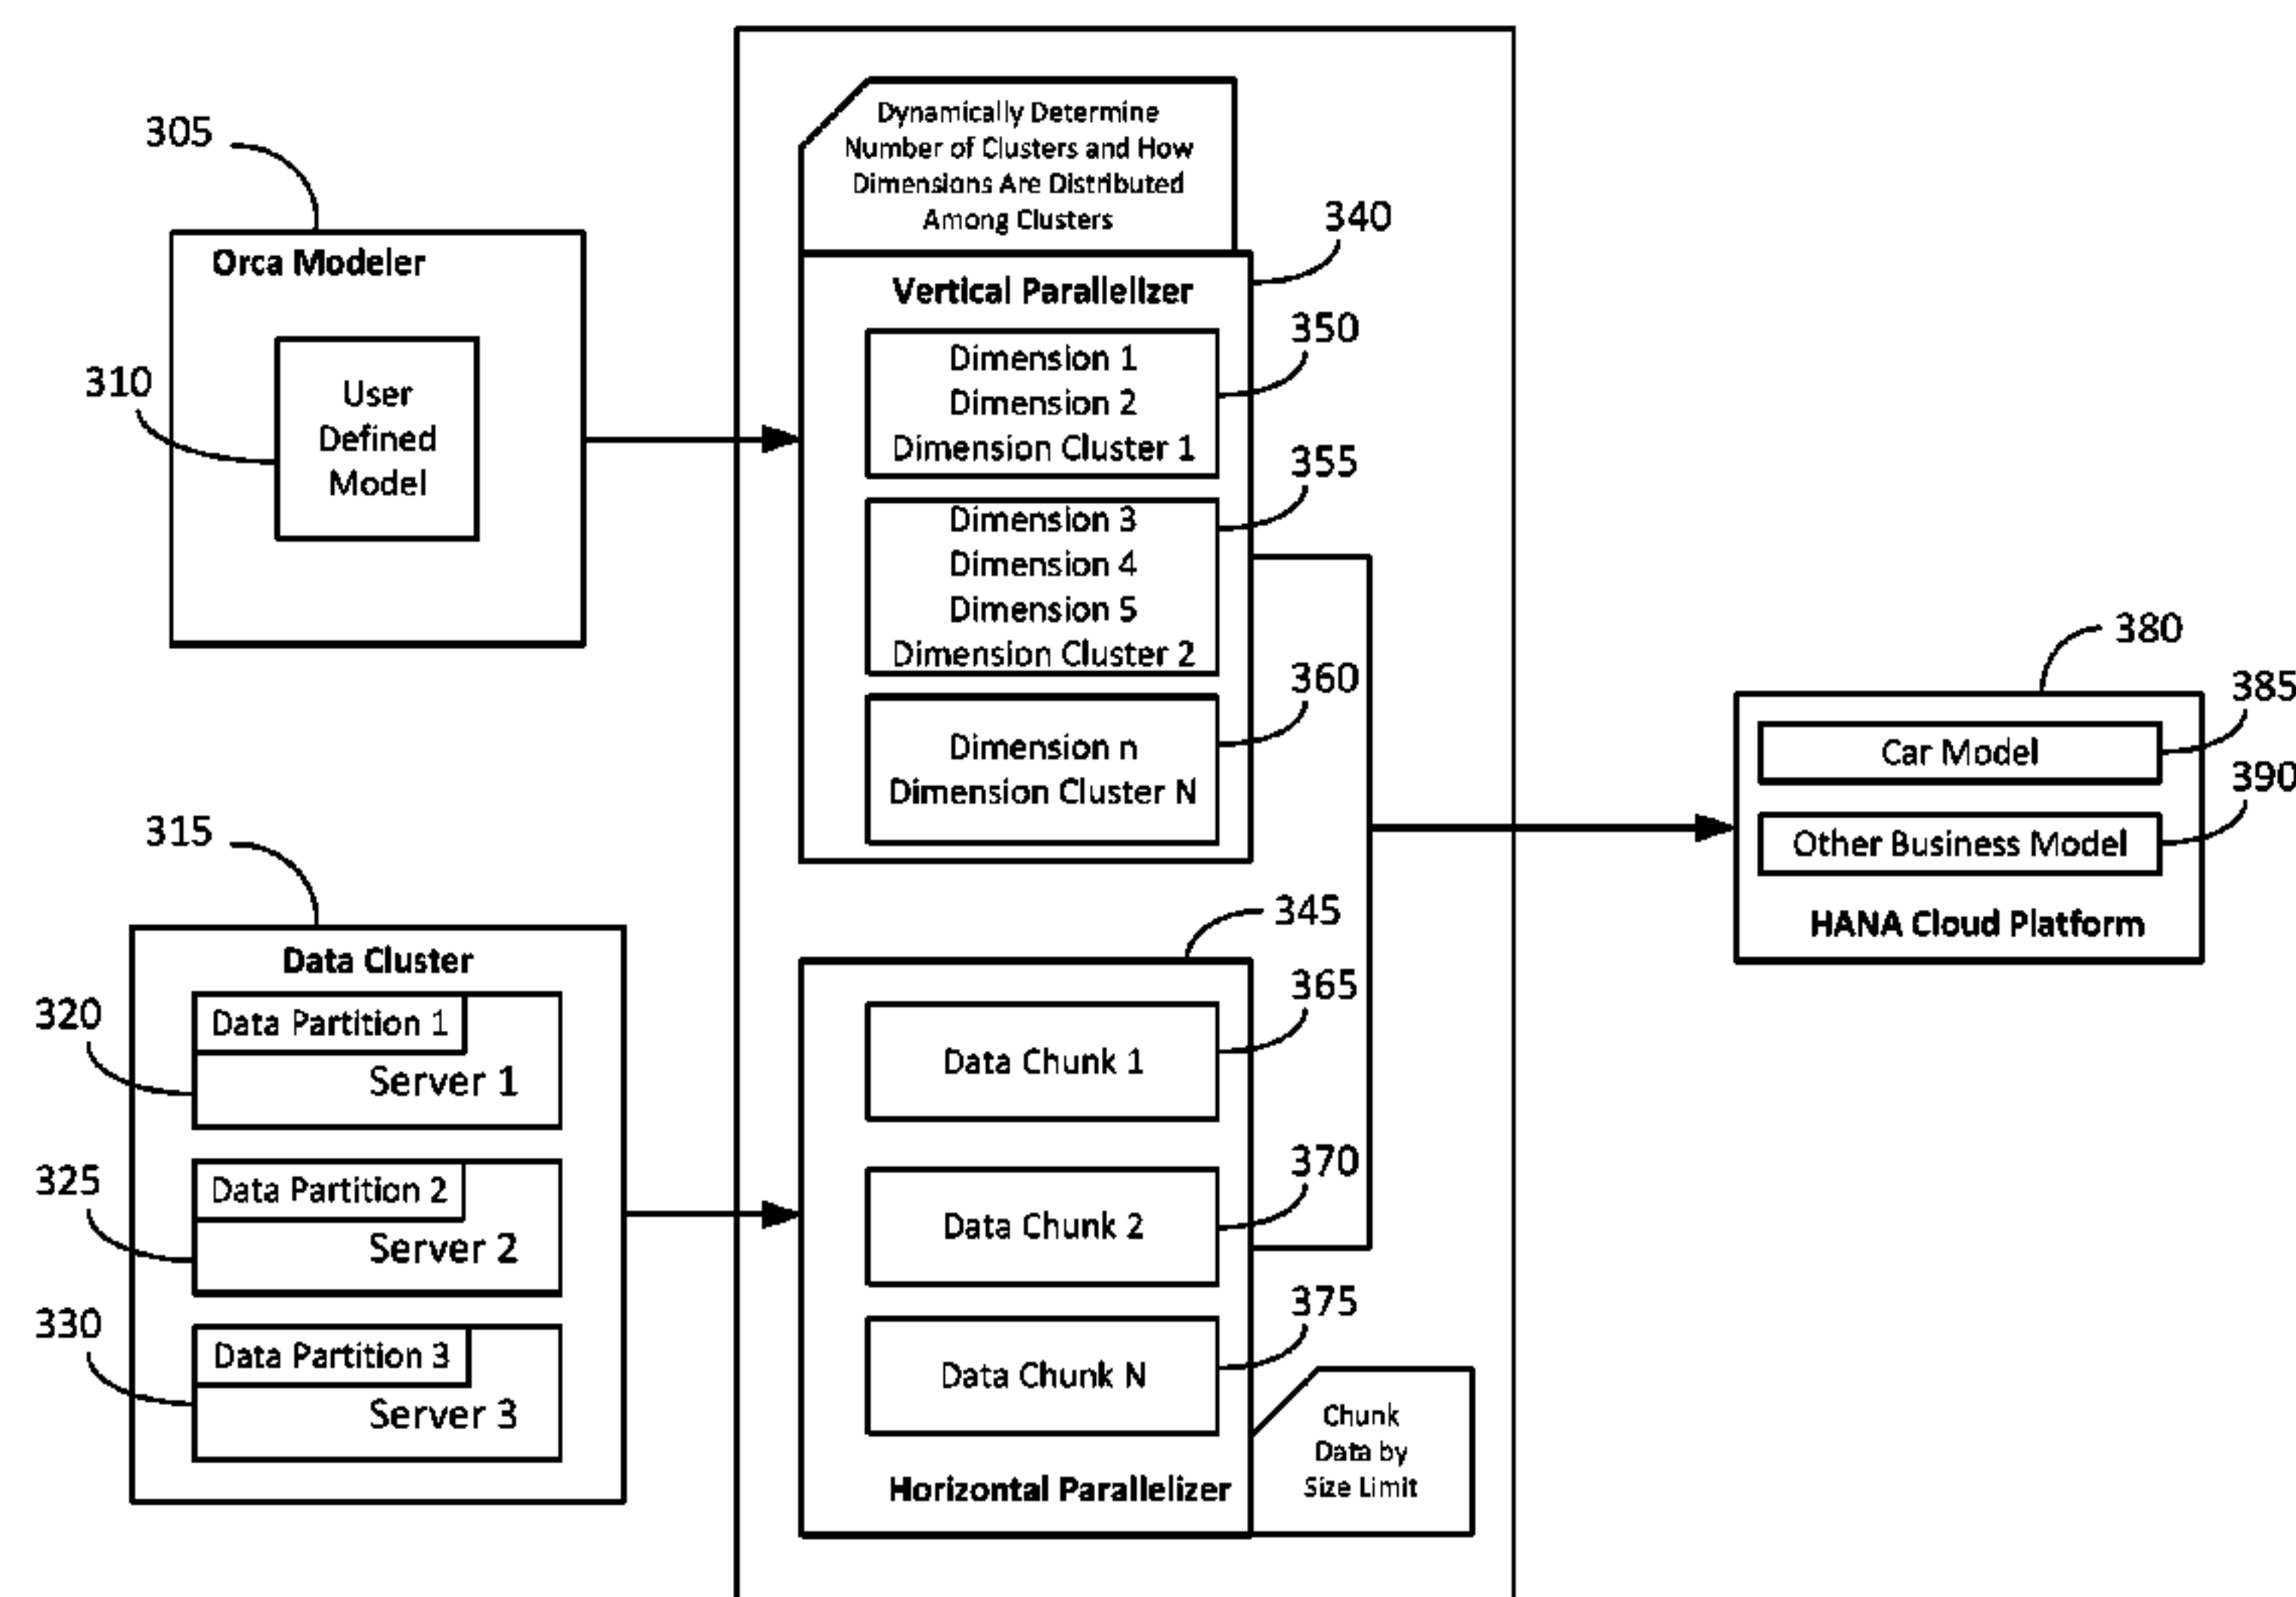 305
Orca Modeler
310
User
Defined
Model
315
Data Cluster
320
Data Partition 1
Server 1
325
Data Partition 2
Server 2
330
Data Partition 3
Server 3
Dynamically Determine
Number of Clusters and How
Dimensions Are Distributed
Among Clusters
340
Vertical Parallelizer
350
Dimension 1
Dimension 2
Dimension Cluster 1
355
Dimension 3
Dimension 4
Dimension 5
Dimension Cluster 2
360
Dimension n
Dimension Cluster N
345
365
Data Chunk 1
370
Data Chunk 2
375
Data Chunk N
Horizontal Parallelizer
Chunk
Data by
Size Limit
380
385
Car Model
390
Other Business Model
HANA Cloud Platform